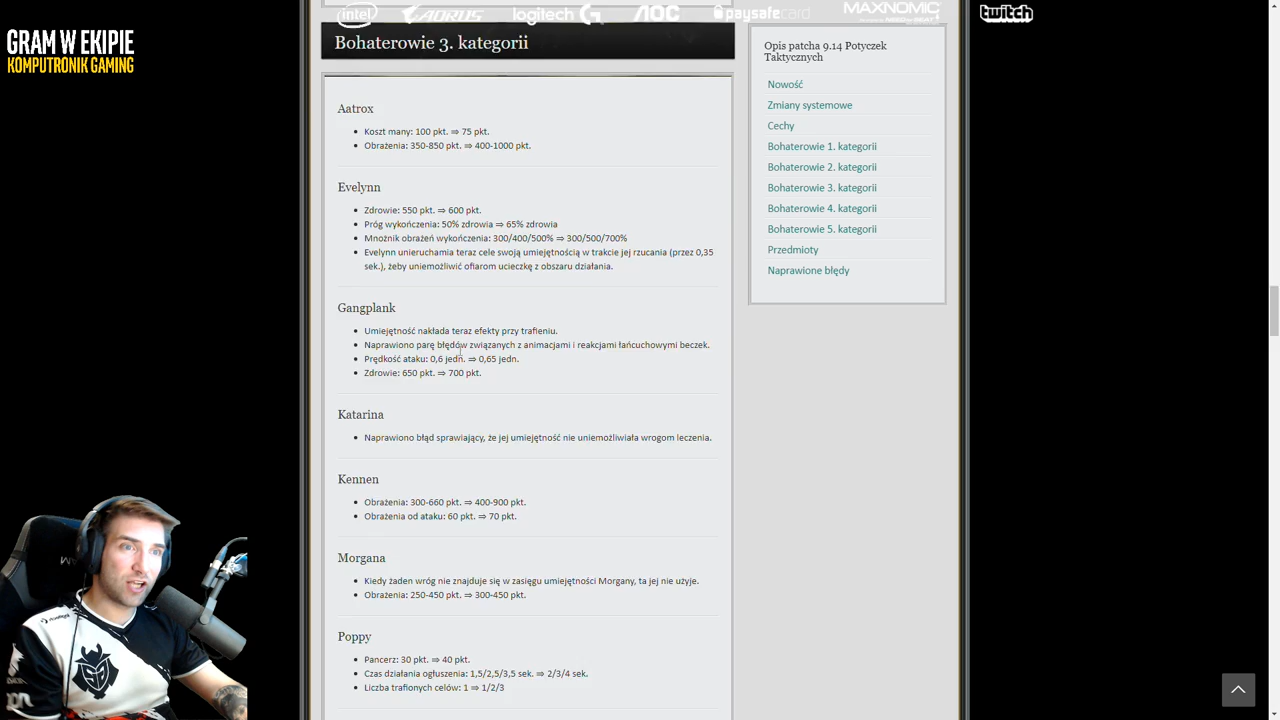 intel
AORUS
logitech G
AOC
paysafecard
MAXNOMIC
twitch
GRAM W EKIPIE
KOMPUTRONIK GAMING
Bohaterowie 3. kategorii
Aatrox
Koszt many: 100 pkt. ⇒ 75 pkt.
Obrażenia: 350-850 pkt. ⇒ 400-1000 pkt.
Evelynn
Zdrowie: 550 pkt. ⇒ 600 pkt.
Próg wykończenia: 50% zdrowia ⇒ 65% zdrowia
Mnożnik obrażeń wykończenia: 300/400/500% ⇒ 300/500/700%
Evelynn unieruchamia teraz cele swoją umiejętnością w trakcie jej rzucania (przez 0,35
sek.), żeby uniemożliwić ofiarom ucieczkę z obszaru działania.
Gangplank
Umiejętność nakłada teraz efekty przy trafieniu.
Naprawiono parę błędów związanych z animacjami i reakcjami łańcuchowymi beczek.
Prędkość ataku: 0,6 jedn. ⇒ 0,65 jedn.
Zdrowie: 650 pkt. ⇒ 700 pkt.
Katarina
Naprawiono błąd sprawiający, że jej umiejętność nie uniemożliwiała wrogom leczenia.
Kennen
Obrażenia: 300-660 pkt. ⇒ 400-900 pkt.
Obrażenia od ataku: 60 pkt. ⇒ 70 pkt.
Morgana
Kiedy żaden wróg nie znajduje się w zasięgu umiejętności Morgany, ta jej nie użyje.
Obrażenia: 250-450 pkt. ⇒ 300-450 pkt.
Poppy
Pancerz: 30 pkt. ⇒ 40 pkt.
Czas działania ogłuszenia: 1,5/2,5/3,5 sek. ⇒ 2/3/4 sek.
Liczba trafionych celów: 1 ⇒ 1/2/3
Opis patcha 9.14 Potyczek
Taktycznych
Nowość
Zmiany systemowe
Cechy
Bohaterowie 1. kategorii
Bohaterowie 2. kategorii
Bohaterowie 3. kategorii
Bohaterowie 4. kategorii
Bohaterowie 5. kategorii
Przedmioty
Naprawione błędy